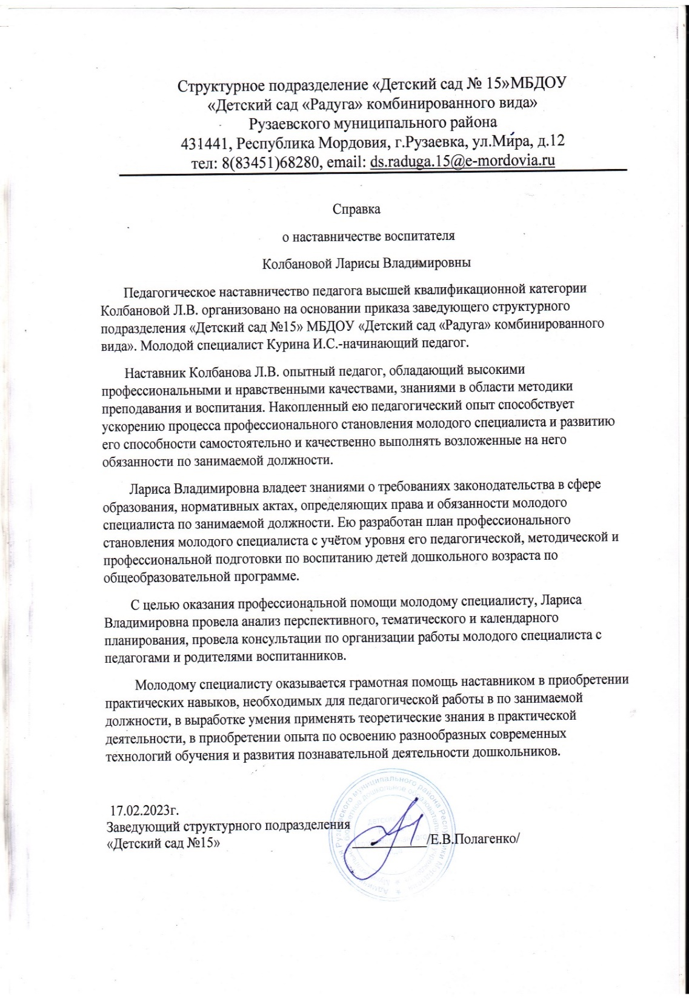 Структурное подразделение «Детский сад № 15»МБДОУ
«Детский сад «Радуга» комбинированного вида»
Рузаевского муниципального района
431441, Республика Мордовия, г.Рузаевка, ул.Мира, д.12
тел: 8(83451)68280, email: ds.raduga.15@e-mordovia.ru
Справка
о наставничестве воспитателя
Колбановой Ларисы Владимировны
Педагогическое наставничество педагога высшей квалификационной категории
Колбановой Л.В. организовано на основании приказа заведующего структурного
подразделения «Детский сад №15» МБДОУ «Детский сад «Радуга» комбинированного
вида». Молодой специалист Курина И.С.-начинающий педагог.
Наставник Колбанова Л.В. опытный педагог, обладающий высокими
профессиональными и нравственными качествами, знаниями в области методики
преподавания и воспитания. Накопленный ею педагогический опыт способствует
ускорению процесса профессионального становления молодого специалиста и развитию
его способности самостоятельно и качественно выполнять возложенные на него
обязанности по занимаемой должности.
Лариса Владимировна владеет знаниями о требованиях законодательства в сфере
образования, нормативных актах, определяющих права и обязанности молодого
специалиста по занимаемой должности. Ею разработан план профессионального
становления молодого специалиста с учётом уровня его педагогической, методической и
профессиональной подготовки по воспитанию детей дошкольного возраста по
общеобразовательной программе.
С целью оказания профессиональной помощи молодому специалисту, Лариса
Владимировна провела анализ перспективного, тематического и календарного
планирования, провела консультации по организации работы молодого специалиста с
педагогами и родителями воспитанников.
Молодому специалисту оказывается грамотная помощь наставником в приобретении
практических навыков, необходимых для педагогической работы в по занимаемой
должности, в выработке умения применять теоретические знания в практической
деятельности, в приобретении опыта по освоению разнообразных современных
технологий обучения и развития познавательной деятельности дошкольников.
17.02.2023г.
Заведующий структурного подразделения
«Детский сад №15» ___________/Е.В.Полагенко/
муниципального района Республики